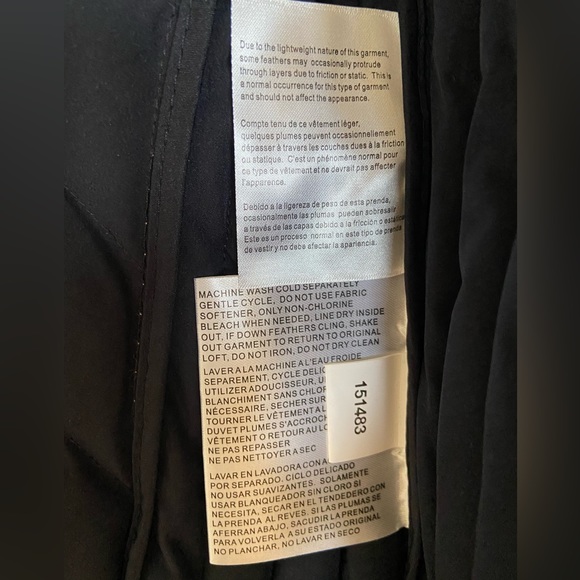 Due to the lightweight nature of this garment,
some feathers may occasionally protrude
through layers due to friction or static. This is
a normal occurrence for this type of garment
and should not affect the appearance.
Compte tenu de ce vêtement léger,
quelques plumes peuvent occasionnellement
dépasser à travers les couches dues à la friction
ou statique. C'est un phénomène normal pour
ce type de vêtement et ne devrait pas affecter
l'apparence.
Debido a la ligereza de peso de esta prenda,
ocasionalmente las plumas pueden sobresalir
a través de las capas debido a la fricción o
Este es un proceso normal en este tipo de prenda
de vestir y no debe afectar la apariencia.
MACHINE WASH COLD SEPARATELY
GENTLE CYCLE, DO NOT USE FABRIC
SOFTENER, ONLY NON-CHLORINE
BLEACH WHEN NEEDED, LINE DRY INSIDE
OUT, IF DOWN FEATHERS CLING, SHAKE
OUT GARMENT TO RETURN TO ORIGINAL
LOFT, DO NOT IRON, DO NOT DRY CLEAN
LAVER A LA MACHINE A L'EAU FROIDE
SEPAREMENT, CYCLE
UTILIZER ADOUCISSEUR,
BLANCHIMENT SANS
NÉCESSAIRE, SECHER
TOURNER LE VÊTEMENT A
DUVET PLUMES
VÊTEMENT O RETOUR AU
NE PAS REPASSER
NE PAS NETTOYER A SEC
151483
LAVAR EN LAVADORA CON
POR SEPARADO. CICLO DELICADO
NO USAR SUAVIZANTES. SOLAMENTE
USAR BLANQUEADOR SIN CLORO SI
NECESITA, SECAR EN EL TENDEDERO CON
LA PRENDA AL REVES. SI LAS PLUMAS SE
AFERRAN ABAJO, SACUDIR LA PRENDA
PARA VOLVERLA A SU ESTADO ORIGINAL
NO PLANCHAR, NO LAVAR EN SECO